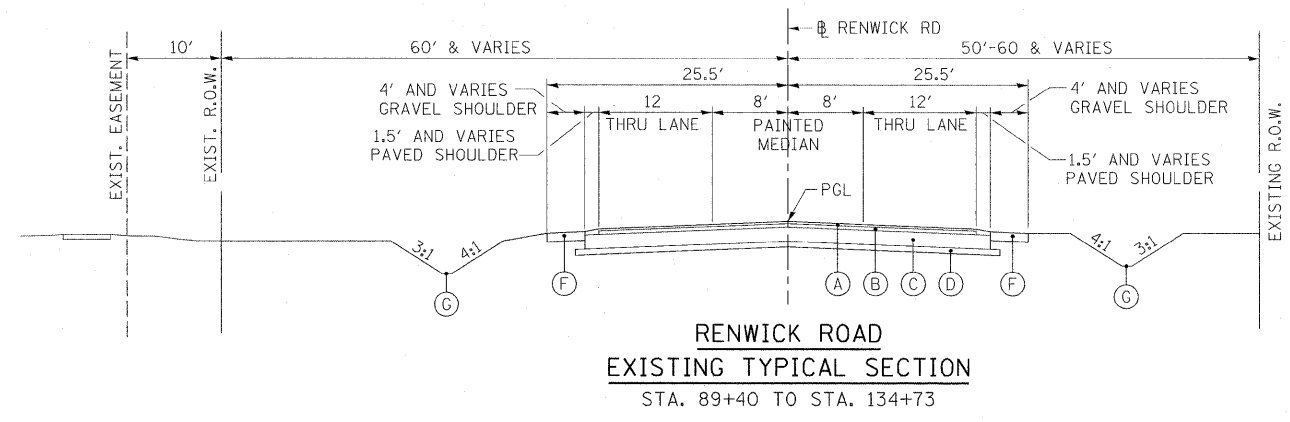 ℄ RENWICK RD
10' 60' & VARIES 50'-60 & VARIES
25.5' 25.5'
4' AND VARIES
GRAVEL SHOULDER
12 8' 8' 12'
THRU LANE
PAINTED
MEDIAN
THRU LANE
4' AND VARIES
GRAVEL SHOULDER
1.5' AND VARIES
PAVED SHOULDER
1.5' AND VARIES
PAVED SHOULDER
EXIST. EASEMENT
EXIST. R.O.W.
EXISTING R.O.W.
PGL
3:1 4:1 4:1 3:1
G F A B C D F G
RENWICK ROAD
EXISTING TYPICAL SECTION
STA. 89+40 TO STA. 134+73